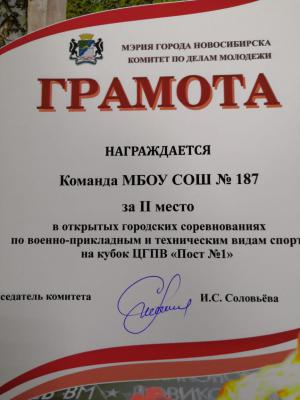 МЭРИЯ ГОРОДА НОВОСИБИРСКА
КОМИТЕТ ПО ДЕЛАМ МОЛОДЕЖИ
ГРАМОТА
НАГРАЖДАЕТСЯ
Команда МБОУ СОШ № 187
за II место
в открытых городских соревнованиях
по военно-прикладным и техническим видам спорт
на кубок ЦГПВ «Пост №1»
седатель комитета И.С. Соловьёва